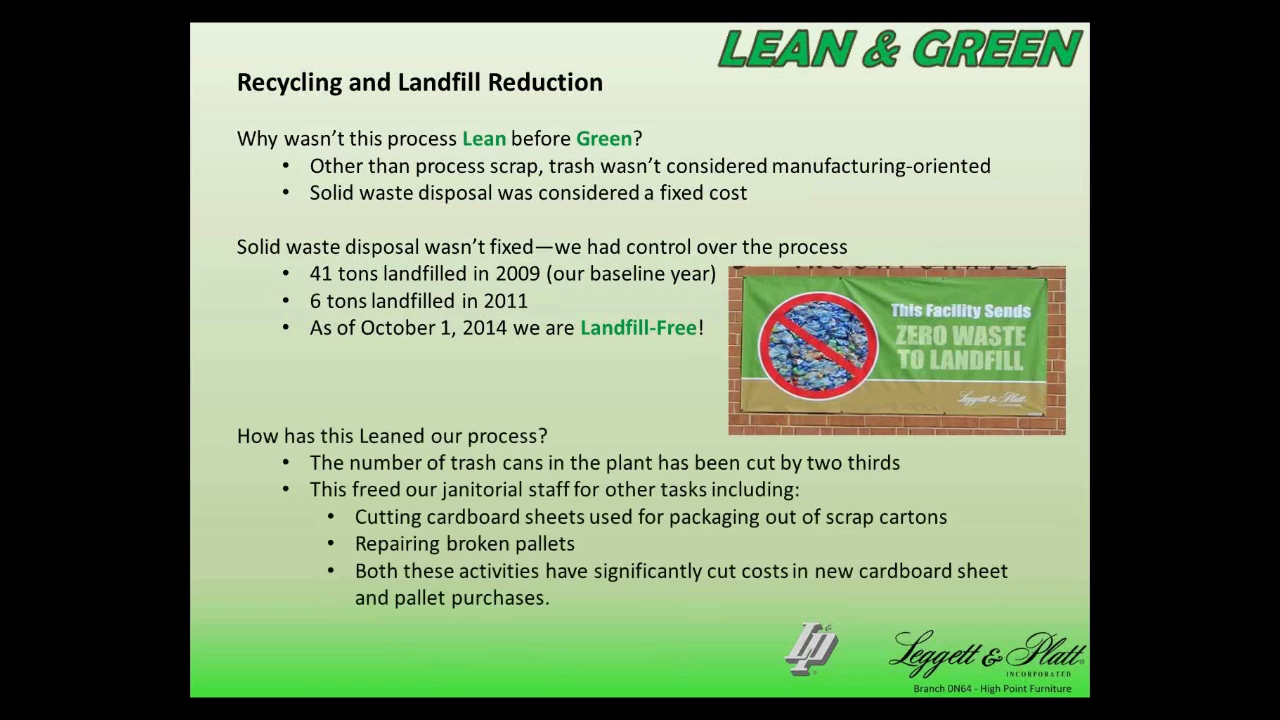 LEAN & GREEN
Recycling and Landfill Reduction
Why wasn't this process Lean before Green?
• Other than process scrap, trash wasn't considered manufacturing-oriented
• Solid waste disposal was considered a fixed cost
Solid waste disposal wasn't fixed—we had control over the process
• 41 tons landfilled in 2009 (our baseline year)
• 6 tons landfilled in 2011
• As of October 1, 2014 we are Landfill-Free!
This Facility Sends
ZERO WASTE
TO LANDFILL
Leggett & Platt
How has this Leaned our process?
• The number of trash cans in the plant has been cut by two thirds
• This freed our janitorial staff for other tasks including:
• Cutting cardboard sheets used for packaging out of scrap cartons
• Repairing broken pallets
• Both these activities have significantly cut costs in new cardboard sheet
and pallet purchases.
L&P
Leggett & Platt
INCORPORATED
Branch 0N64 - High Point Furniture